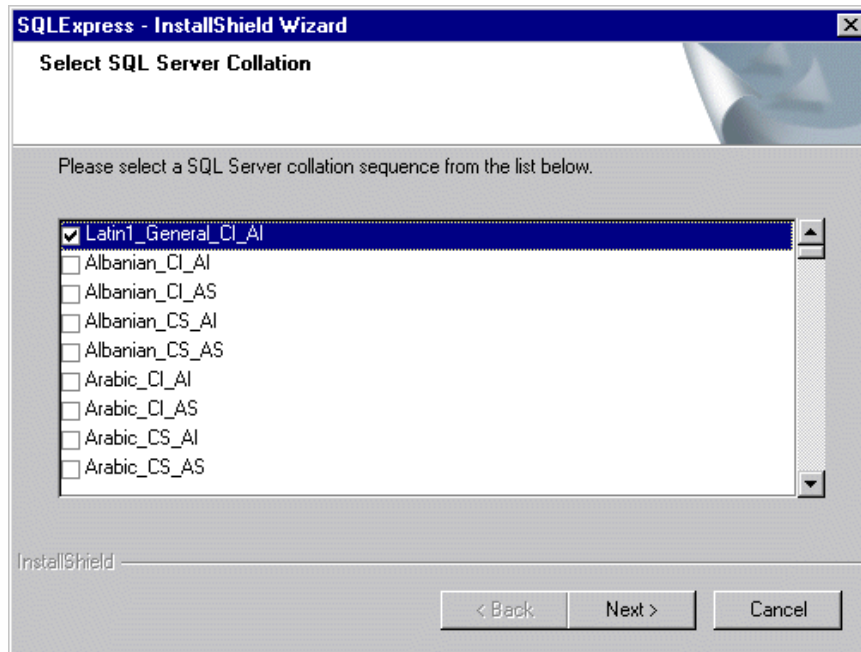 SQLExpress - InstallShield Wizard
Select SQL Server Collation
Please select a SQL Server collation sequence from the list below.
Latin1_General_CI_AI
Albanian_CI_AI
Albanian_CI_AS
Albanian_CS_AI
Albanian_CS_AS
Arabic_CI_AI
Arabic_CI_AS
Arabic_CS_AI
Arabic_CS_AS
InstallShield
< Back Next > Cancel